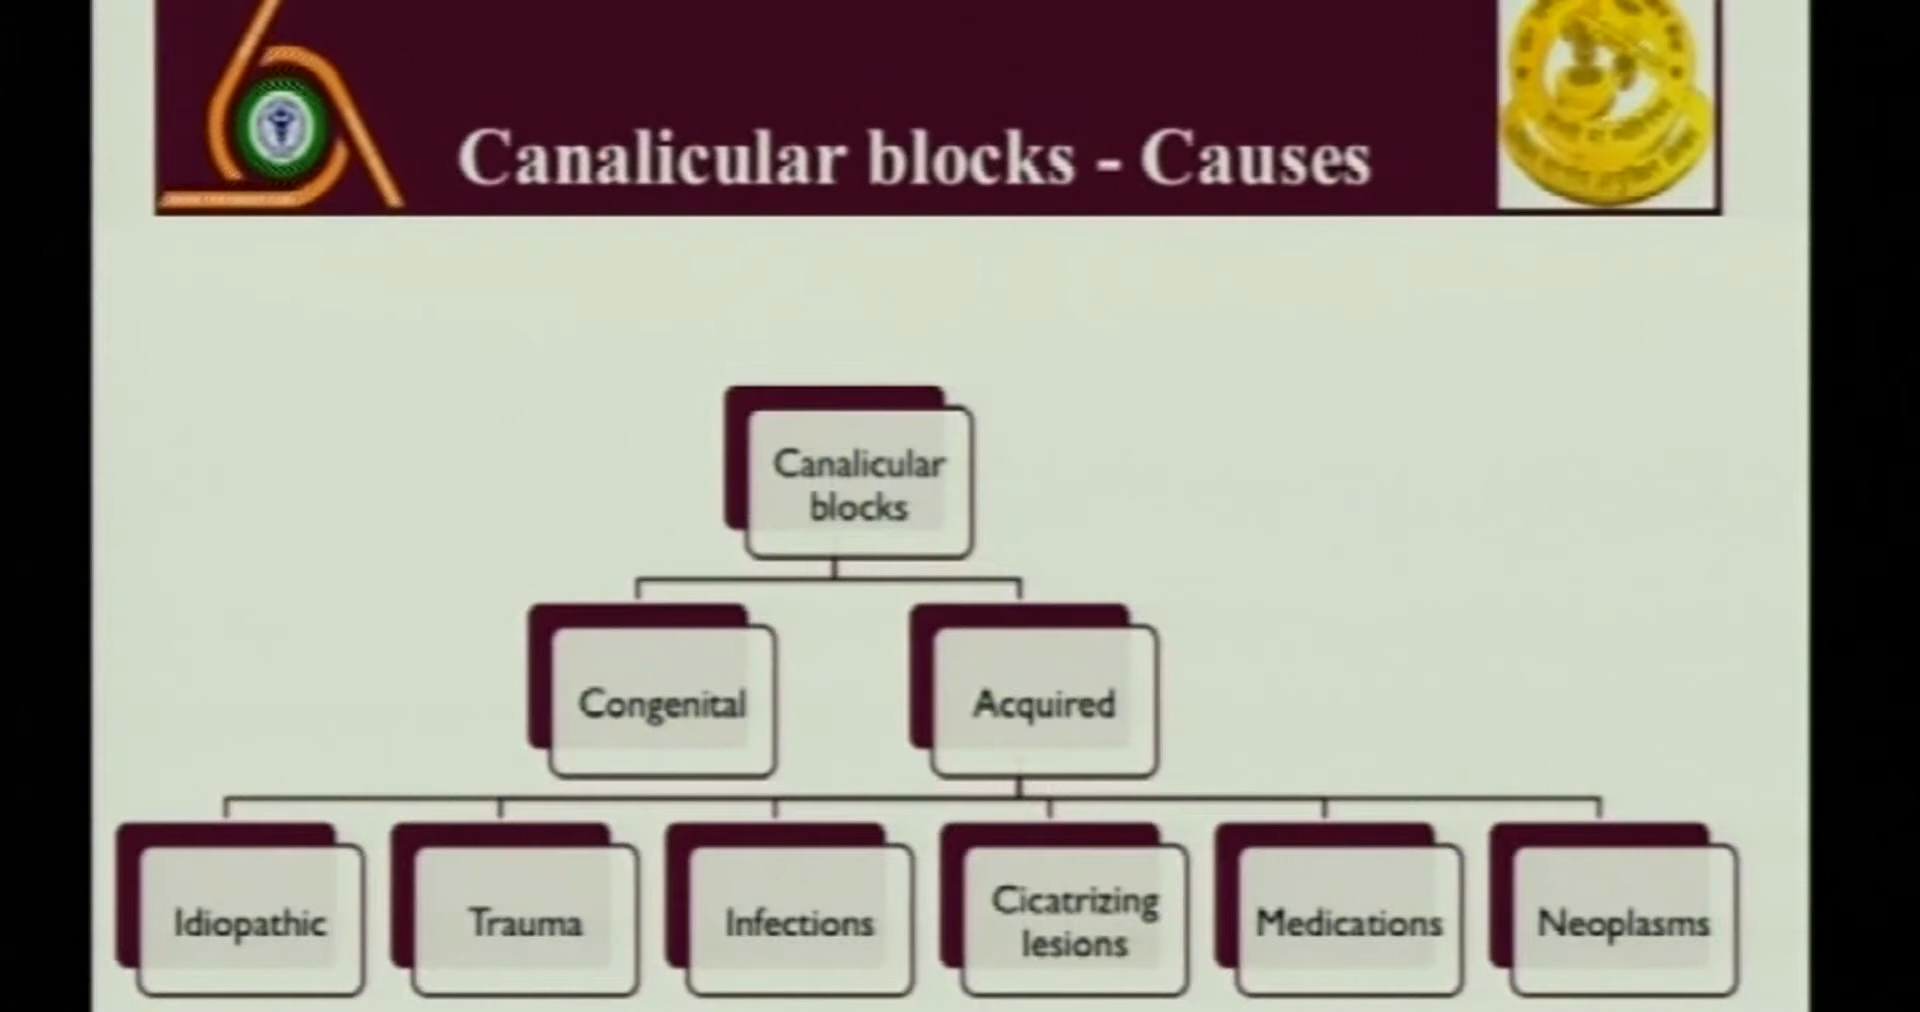 Canalicular blocks - Causes
Canalicular
blocks
Congenital
Acquired
Idiopathic
Trauma
Infections
Cicatrizing
lesions
Medications
Neoplasms